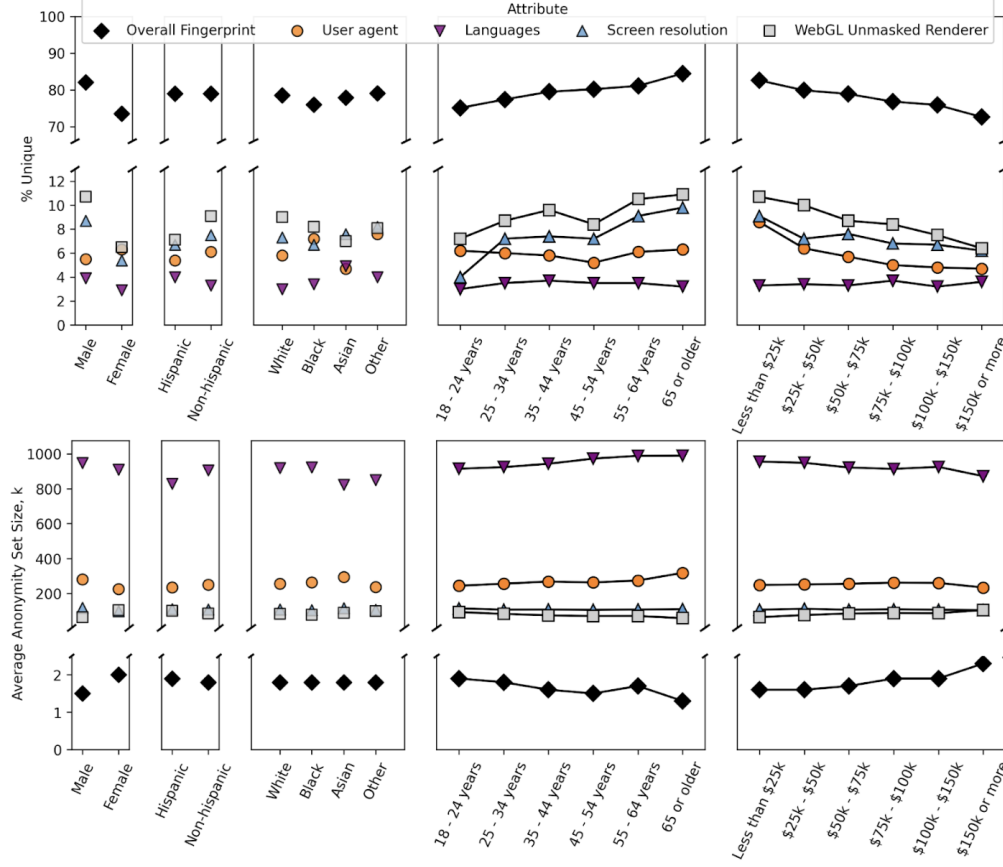 Attribute
Overall Fingerprint
User agent
Languages
Screen resolution
WebGL Unmasked Renderer
% Unique
100
90
80
70
12
10
8
6
4
2
0
Male
Female
Hispanic
Non-hispanic
White
Black
Asian
Other
18 - 24 years
25 - 34 years
35 - 44 years
45 - 54 years
55 - 64 years
65 or older
Less than $25k
$25k - $50k
$50k - $75k
$75k - $100k
$100k - $150k
$150k or more
Average Anonymity Set Size, k
1000
800
600
400
200
2
1
0
Male
Female
Hispanic
Non-hispanic
White
Black
Asian
Other
18 - 24 years
25 - 34 years
35 - 44 years
45 - 54 years
55 - 64 years
65 or older
Less than $25k
$25k - $50k
$50k - $75k
$75k - $100k
$100k - $150k
$150k or more